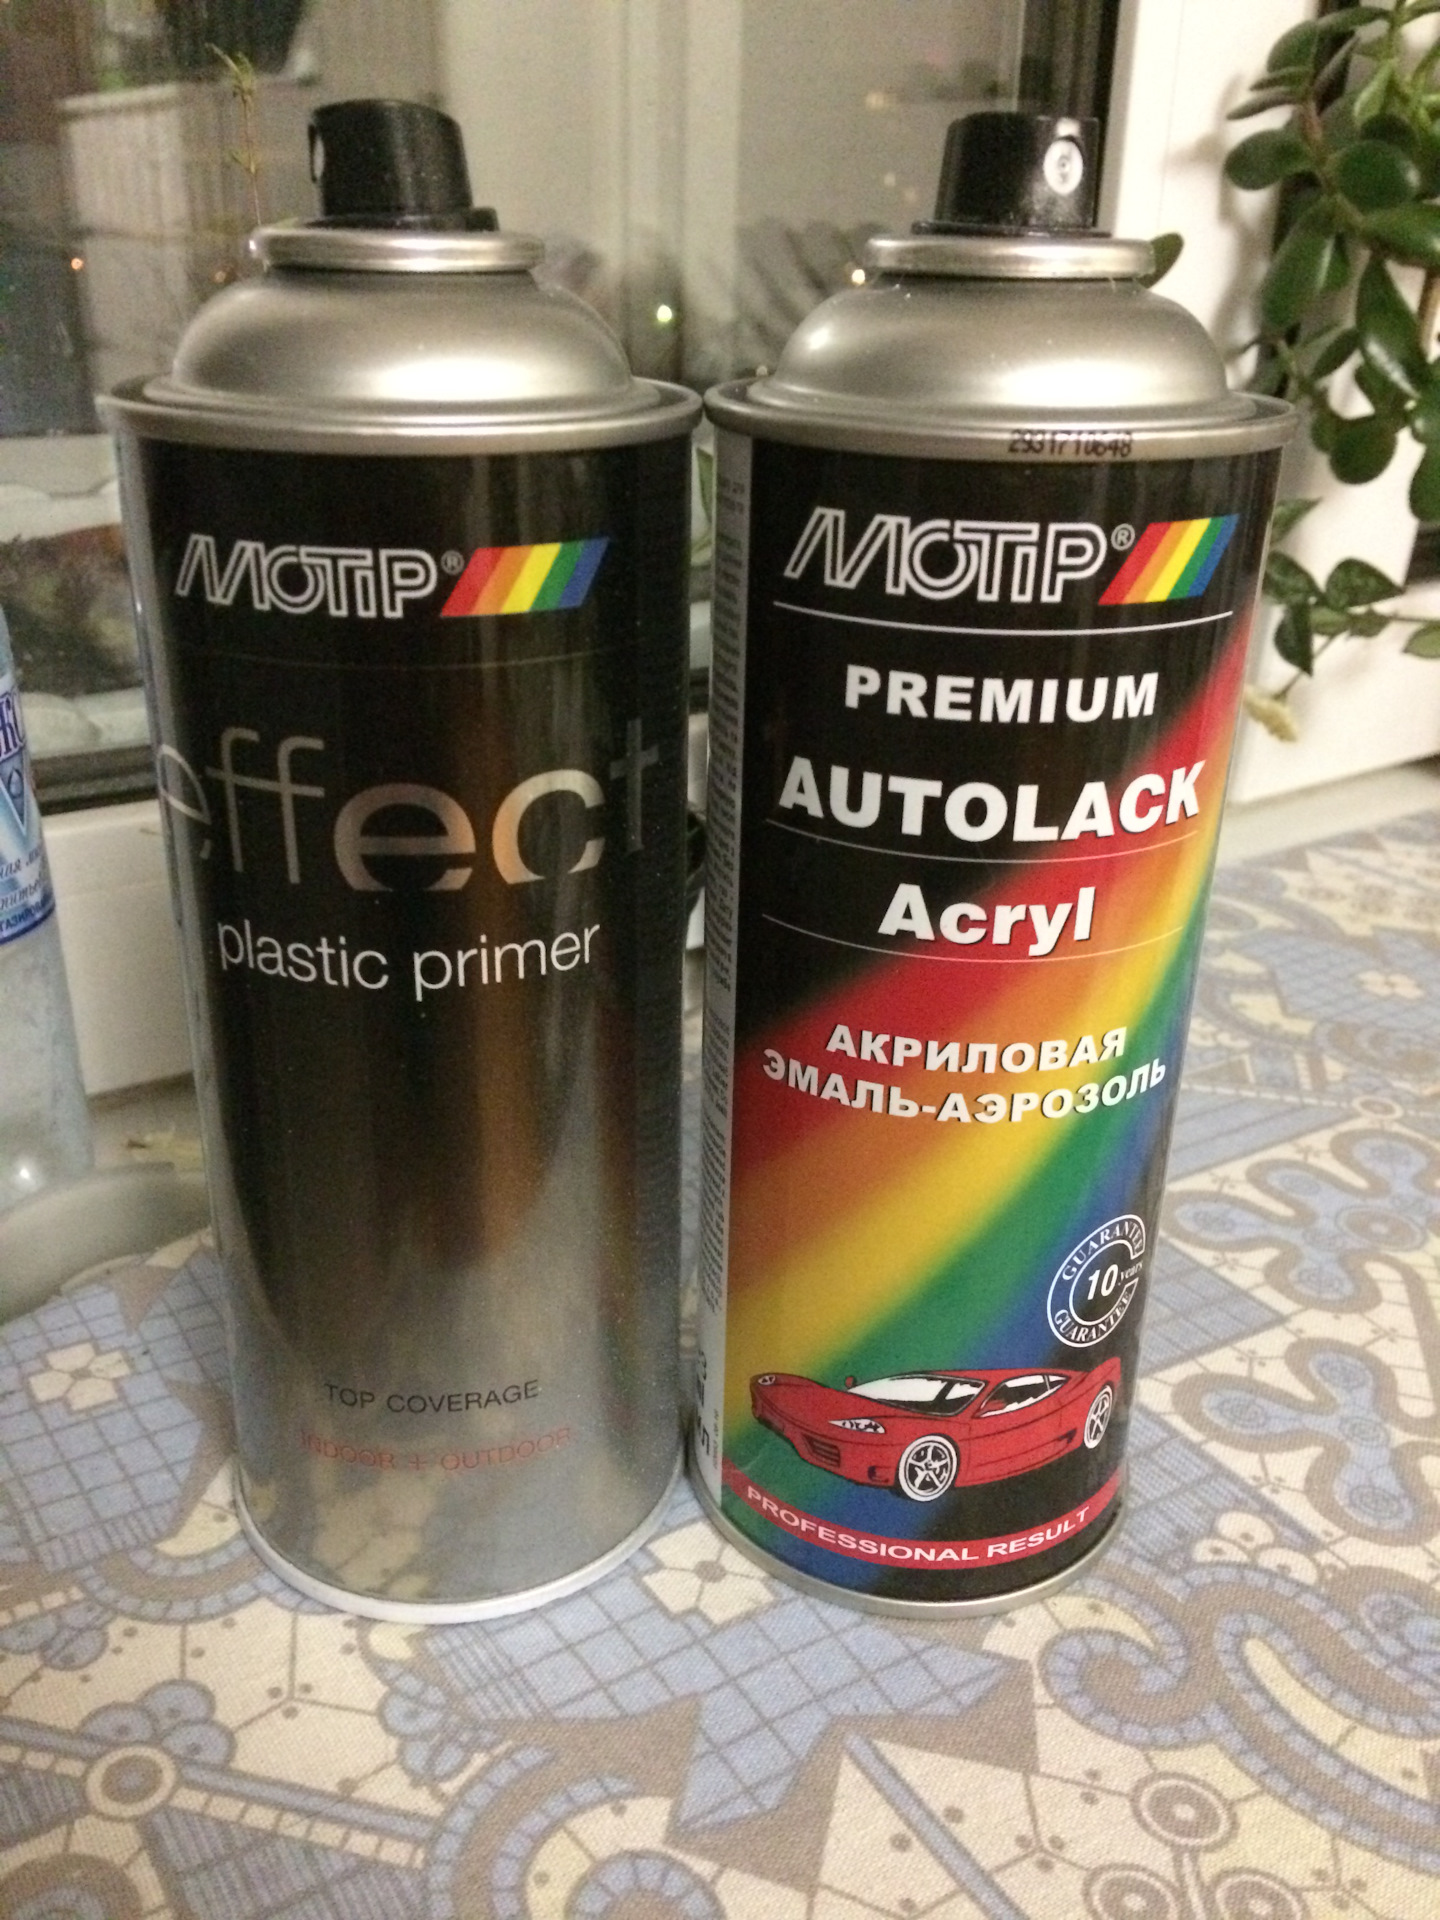 MOTIP®
effect
plastic primer
TOP COVERAGE
INDOOR + OUTDOOR
2931710648
MOTIP®
PREMIUM
AUTOLACK
Acryl
АКРИЛОВАЯ
ЭМАЛЬ-АЭРОЗОЛЬ
GUARANTEE
10 years
GUARANTEE
PROFESSIONAL RESULT